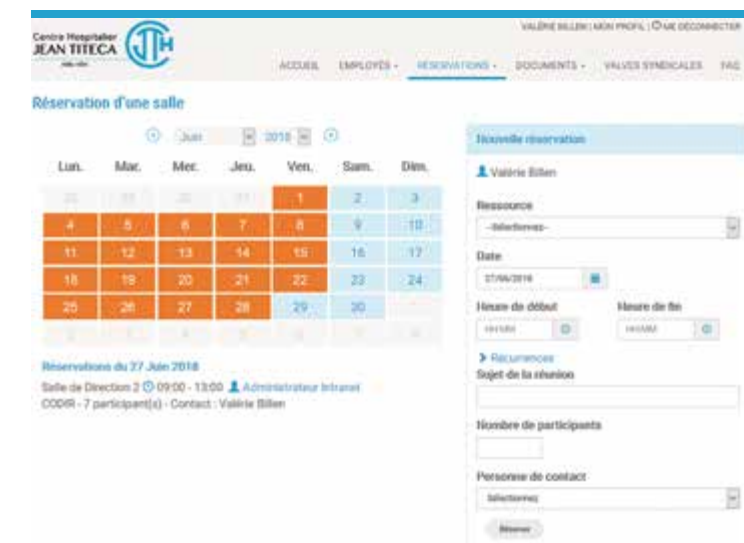 Centre Hospitalier
JEAN TITECA
JTH
VALÉRIE BILLEN | MON PROFIL | ME DÉCONNECTER
ACCUEIL EMPLOYÉS RÉSERVATIONS DOCUMENTS VALVES SYNDICALES FAQ
Réservation d'une salle
Juin 2018
Lun. Mar. Mer. Jeu. Ven. Sam. Dim.
28 29 30 31 1 2 3
4 5 6 7 8 9 10
11 12 13 14 15 16 17
18 19 20 21 22 23 24
25 26 27 28 29 30
Réservations du 27 Juin 2018
Salle de Direction 2 09:00 - 13:00 Administrateur Intranet
CODIR - 7 participant(s) - Contact : Valérie Billen
Nouvelle réservation
Valérie Billen
Ressource
--Sélectionnez--
Date
27/06/2018
Heure de début Heure de fin
HH:MM HH:MM
Récurrences
Sujet de la réunion
Nombre de participants
Personne de contact
Sélectionnez
Réserver